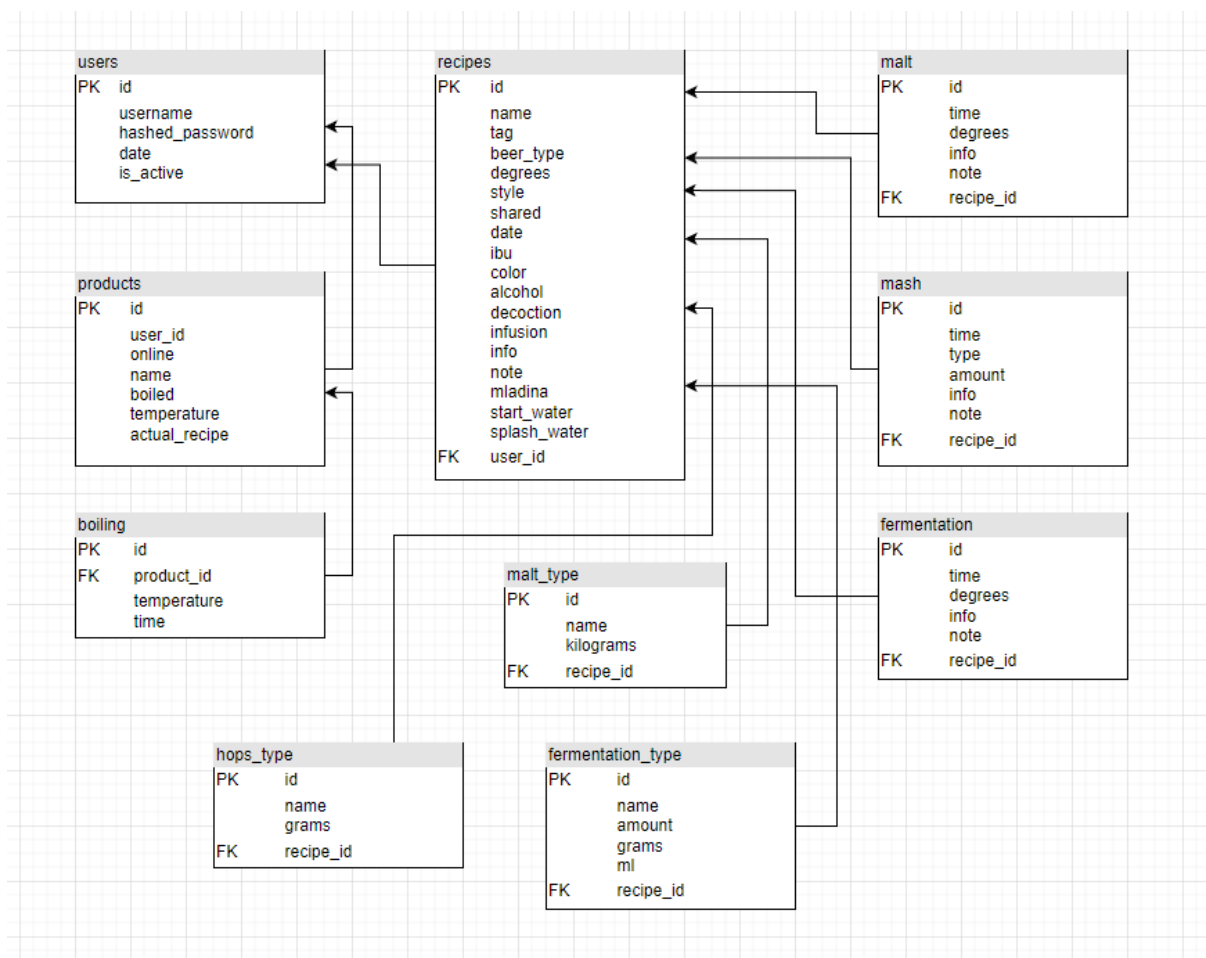 users
PK id
username
hashed_password
date
is_active
products
PK id
user_id
online
name
boiled
temperature
actual_recipe
boiling
PK id
FK product_id
temperature
time
recipes
PK id
name
tag
beer_type
degrees
style
shared
date
ibu
color
alcohol
decoction
infusion
info
note
mladina
start_water
splash_water
FK user_id
malt
PK id
time
degrees
info
note
FK recipe_id
mash
PK id
time
type
amount
info
note
FK recipe_id
fermentation
PK id
time
degrees
info
note
FK recipe_id
malt_type
PK id
name
kilograms
FK recipe_id
hops_type
PK id
name
grams
FK recipe_id
fermentation_type
PK id
name
amount
grams
ml
FK recipe_id